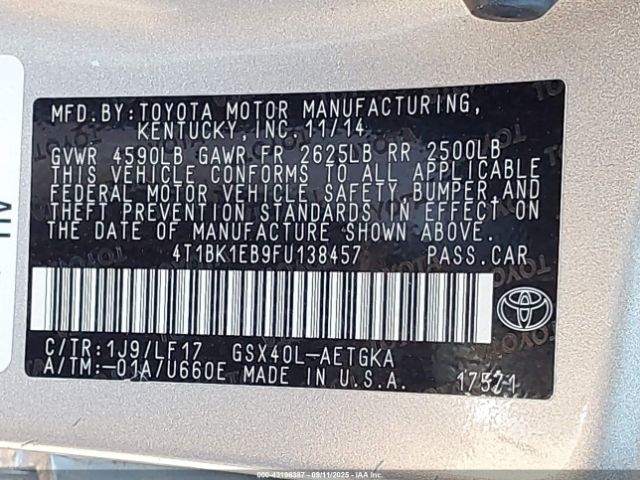 MFD.BY:TOYOTA MOTOR MANUFACTURING,
KENTUCKY,INC. 11/14
GVWR 4590LB GAWR FR 2625LB RR 2500LB
THIS VEHICLE CONFORMS TO ALL APPLICABLE
FEDERAL MOTOR VEHICLE SAFETY, BUMPER AND
THEFT PREVENTION STANDARDS IN EFFECT ON
THE DATE OF MANUFACTURE SHOWN ABOVE.
4T1BK1EB9FU138457 PASS.CAR
C/TR:1J9/LF17 GSX40L-AETGKA
A/TM:-01A/U660E MADE IN U.S.A. 17521
000-43196387 - 09/11/2025 - IAAI.COM